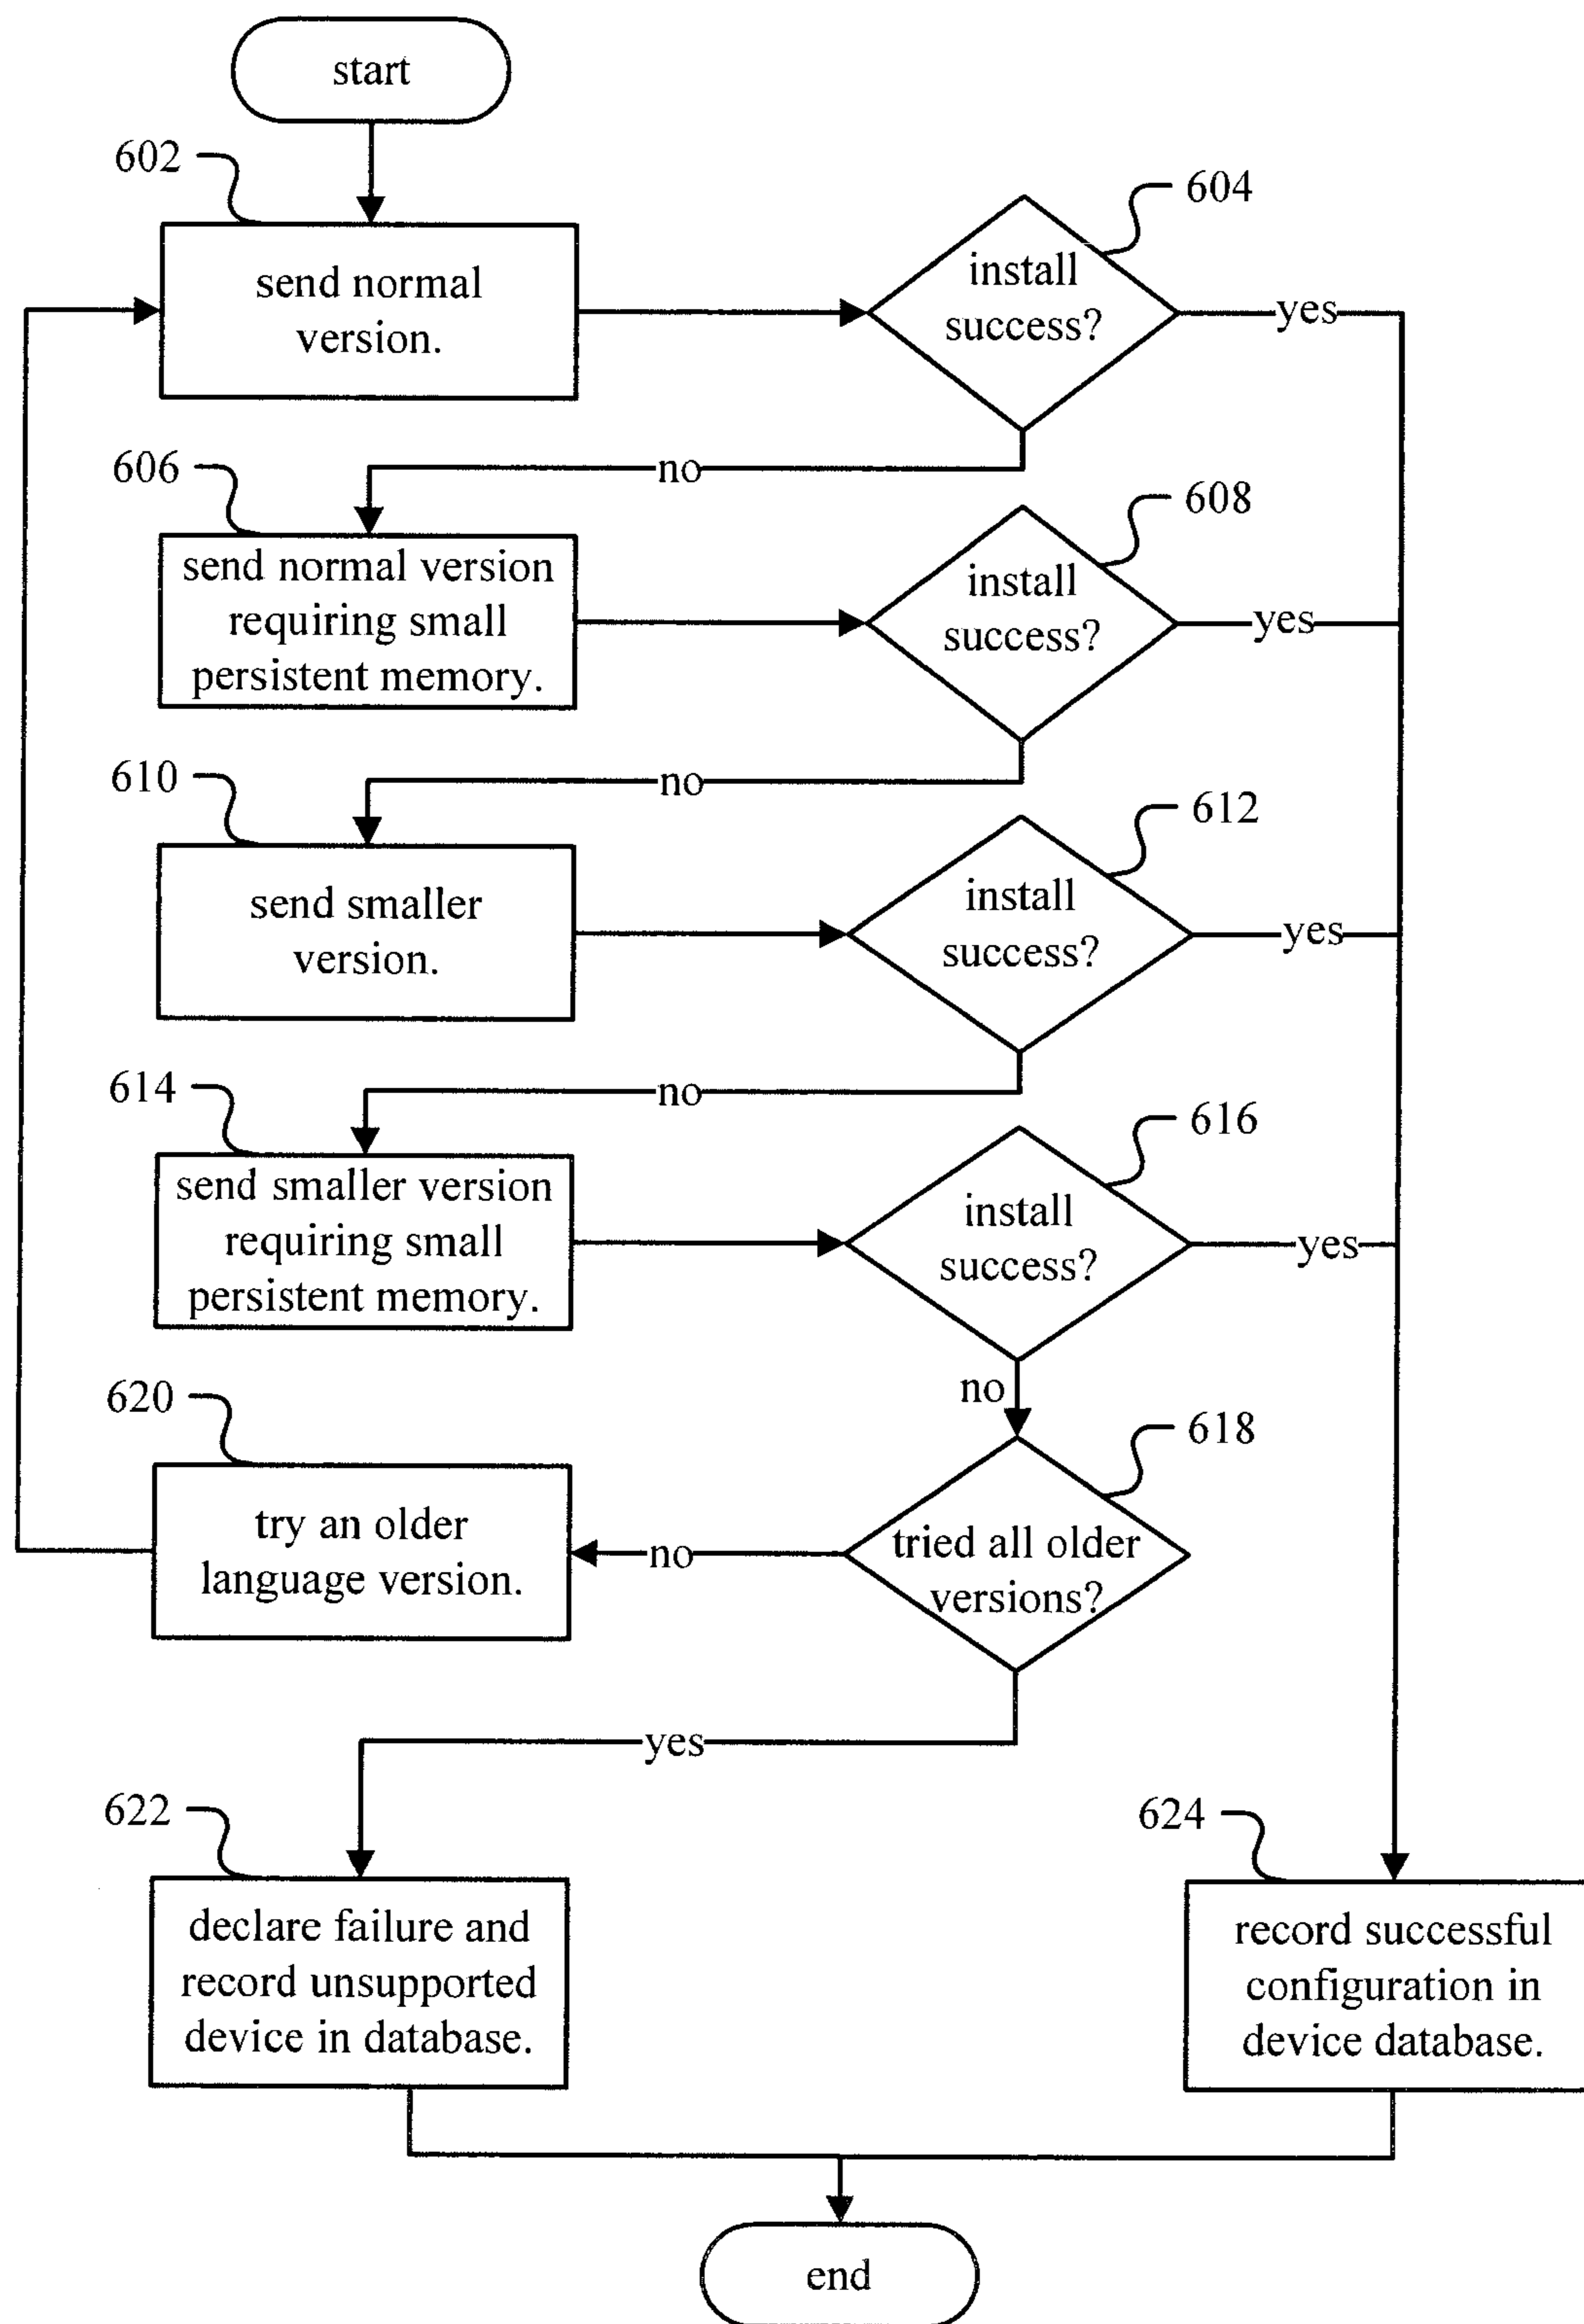 start
602
send normal
version.
604
install
success?
yes
no
606
send normal version
requiring small
persistent memory.
608
install
success?
yes
no
610
send smaller
version.
612
install
success?
yes
no
614
send smaller version
requiring small
persistent memory.
616
install
success?
yes
no
620
try an older
language version.
no
618
tried all older
versions?
yes
622
declare failure and
record unsupported
device in database.
624
record successful
configuration in
device database.
end